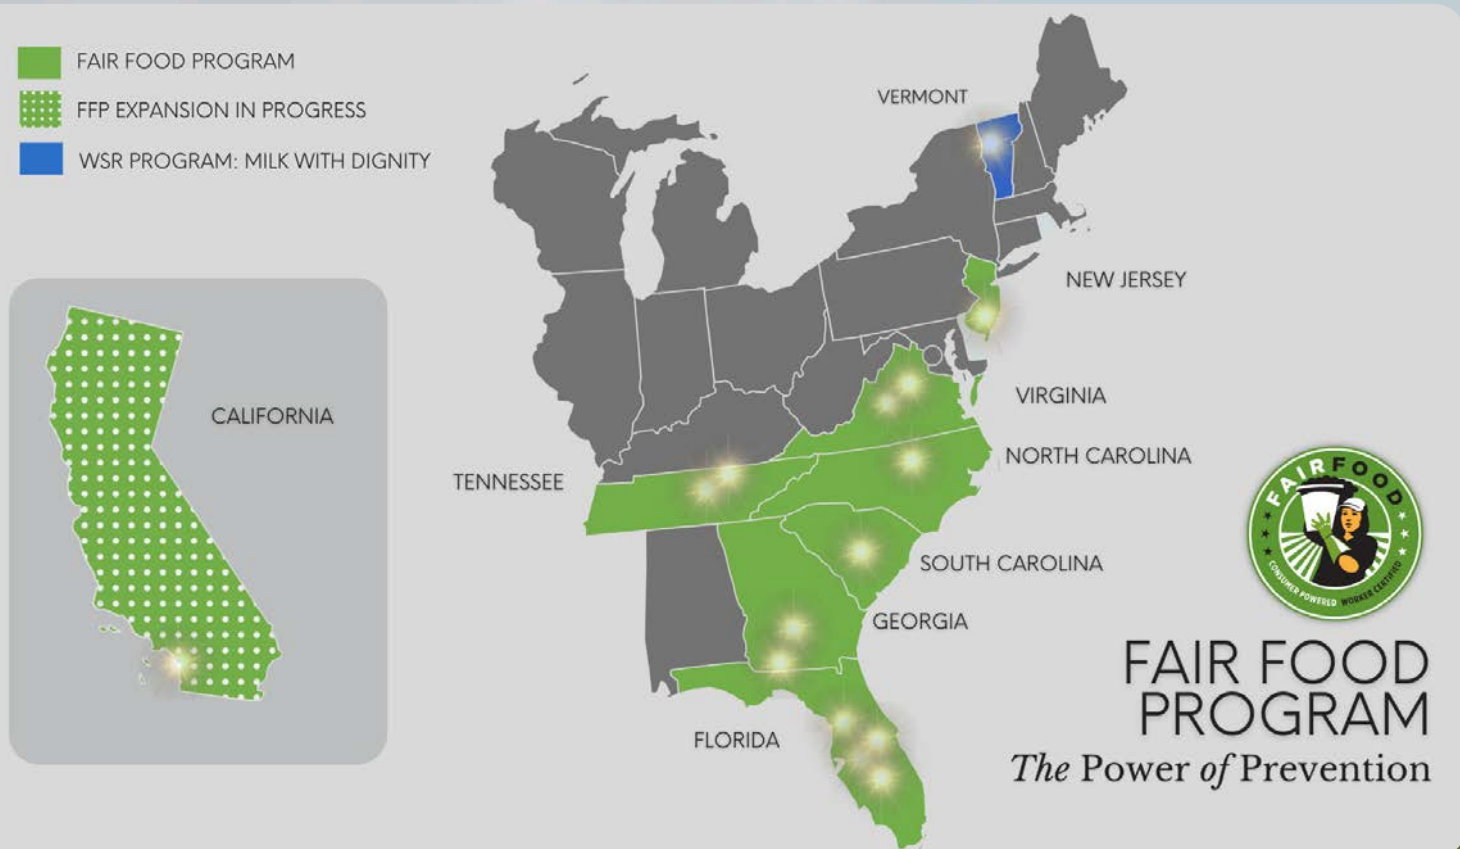 FAIR FOOD PROGRAM
FFP EXPANSION IN PROGRESS
WSR PROGRAM: MILK WITH DIGNITY
VERMONT
NEW JERSEY
CALIFORNIA
VIRGINIA
NORTH CAROLINA
TENNESSEE
SOUTH CAROLINA
GEORGIA
FLORIDA
FAIR FOOD
CONSUMER POWERED WORKER CERTIFIED
FAIR FOOD
PROGRAM
The Power of Prevention